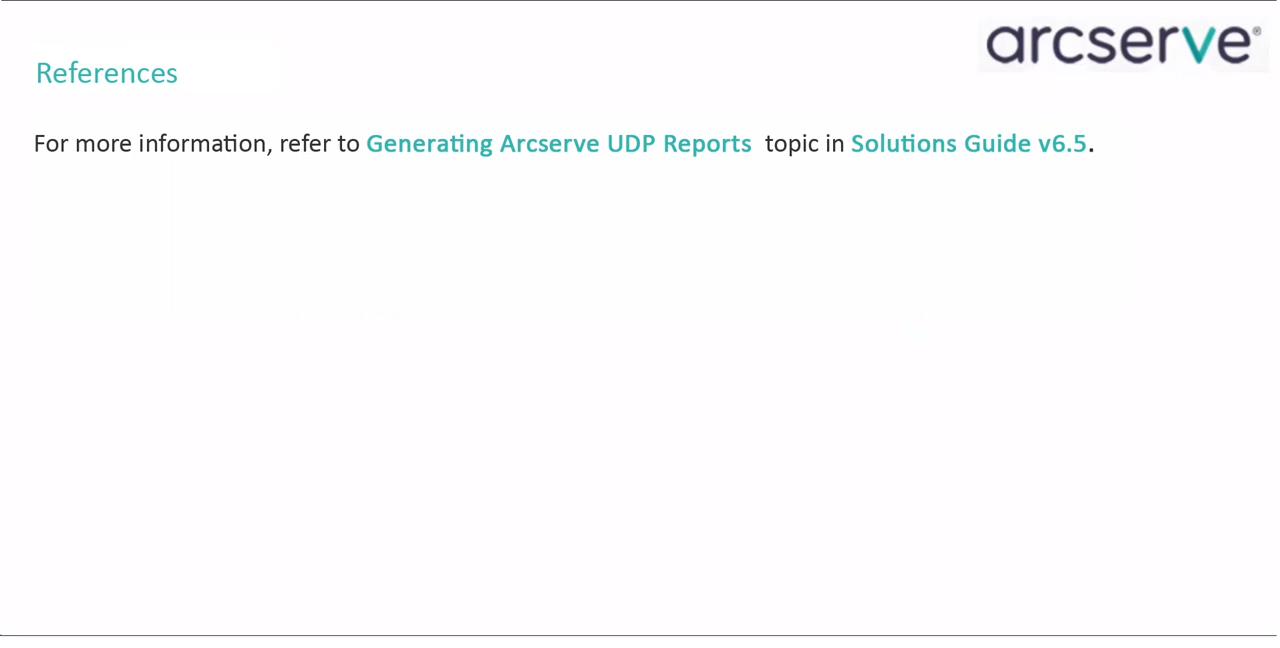 arcserve®
References
For more information, refer to Generating Arcserve UDP Reports topic in Solutions Guide v6.5.